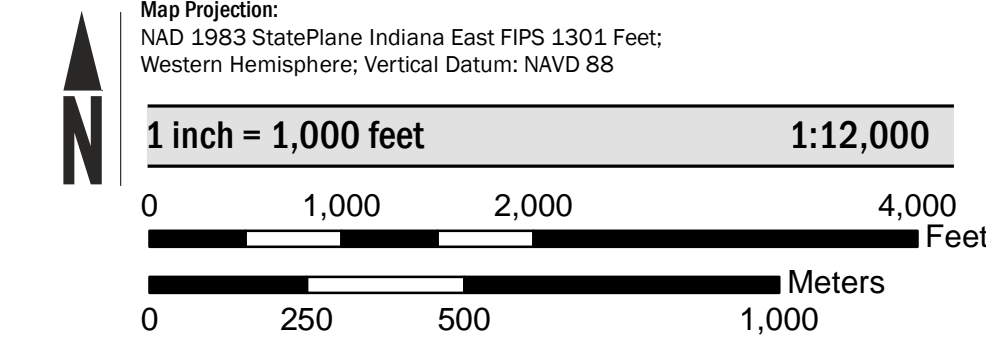 Map Projection:
NAD 1983 StatePlane Indiana East FIPS 1301 Feet;
Western Hemisphere; Vertical Datum: NAVD 88
N
1 inch = 1,000 feet 1:12,000
0 1,000 2,000 4,000
Feet
Meters
0 250 500 1,000